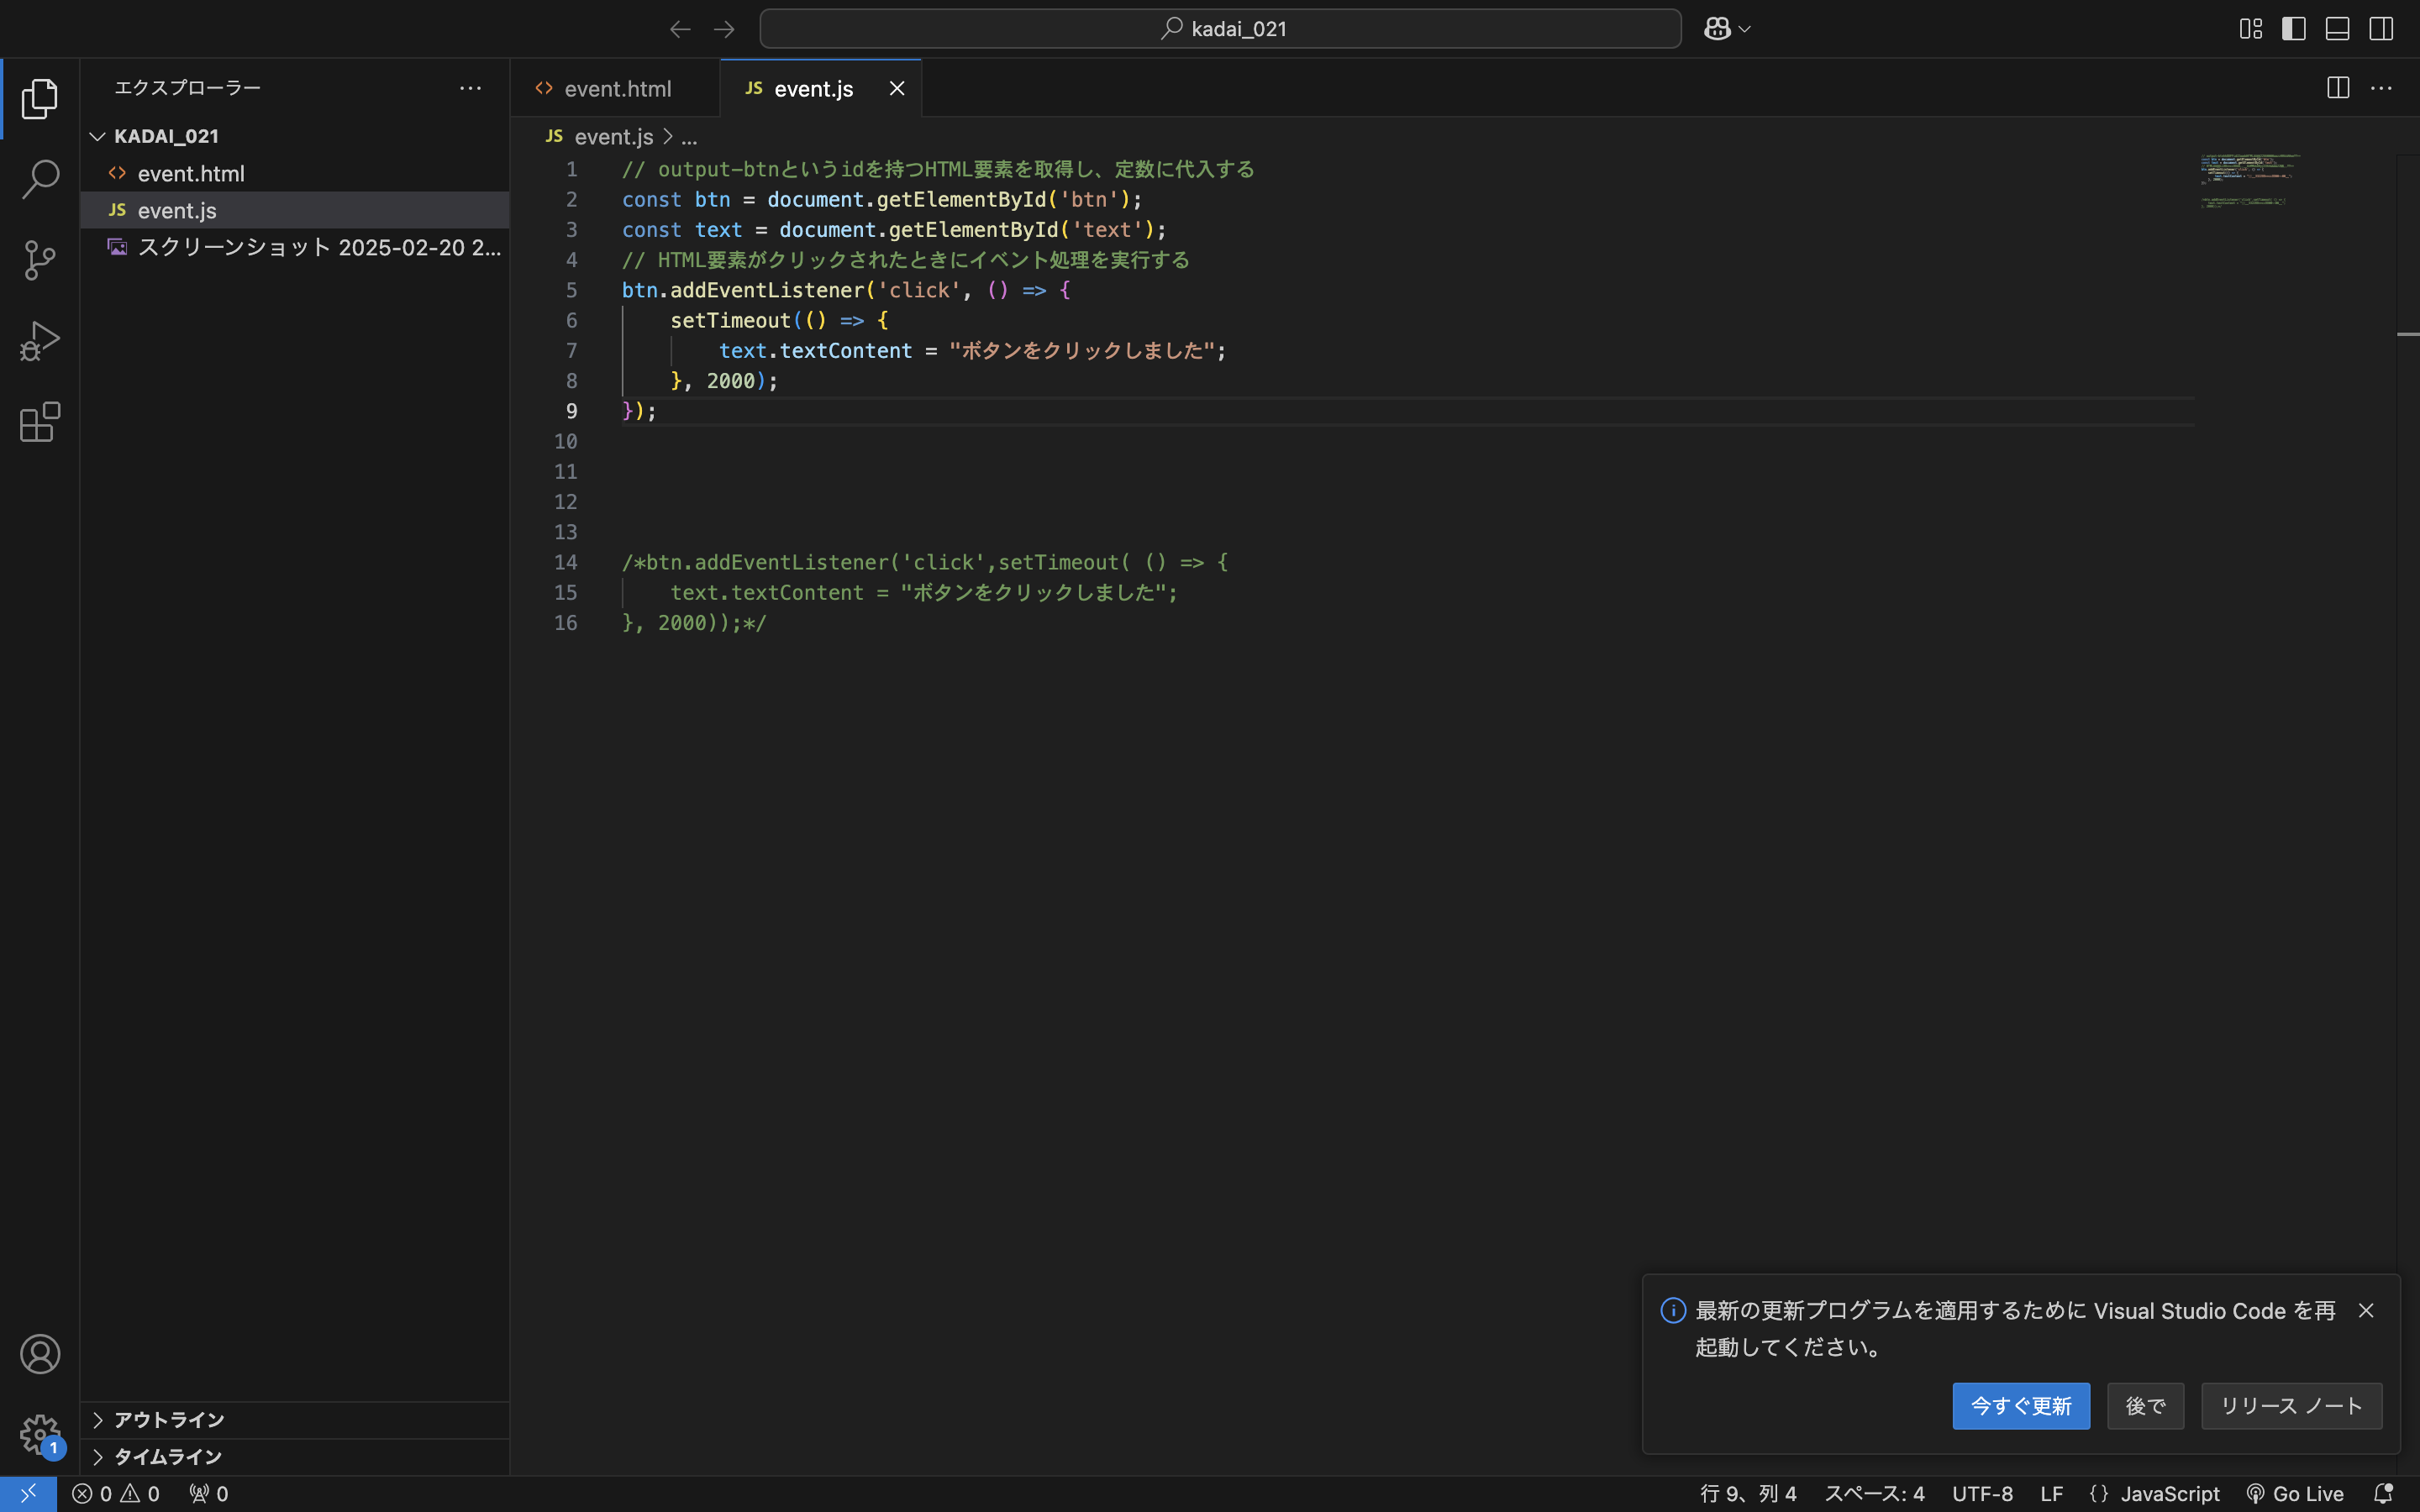 kadai_021
エクスプローラー
event.html
JS event.js
KADAI_021
event.html
JS event.js
スクリーンショット 2025-02-20 2...
JS event.js > ...
1 // output-btnというidを持つHTML要素を取得し、定数に代入する
2 const btn = document.getElementById('btn');
3 const text = document.getElementById('text');
4 // HTML要素がクリックされたときにイベント処理を実行する
5 btn.addEventListener('click', () => {
6     setTimeout(() => {
7         text.textContent = "ボタンをクリックしました";
8     }, 2000);
9 });
10
11
12
13
14 /*btn.addEventListener('click',setTimeout( () => {
15     text.textContent = "ボタンをクリックしました";
16 }, 2000));*/
最新の更新プログラムを適用するために Visual Studio Code を再
起動してください。
今すぐ更新 後で リリース ノート
アウトライン
1
タイムライン
0 0 0 行 9、列 4 スペース: 4 UTF-8 LF {} JavaScript Go Live